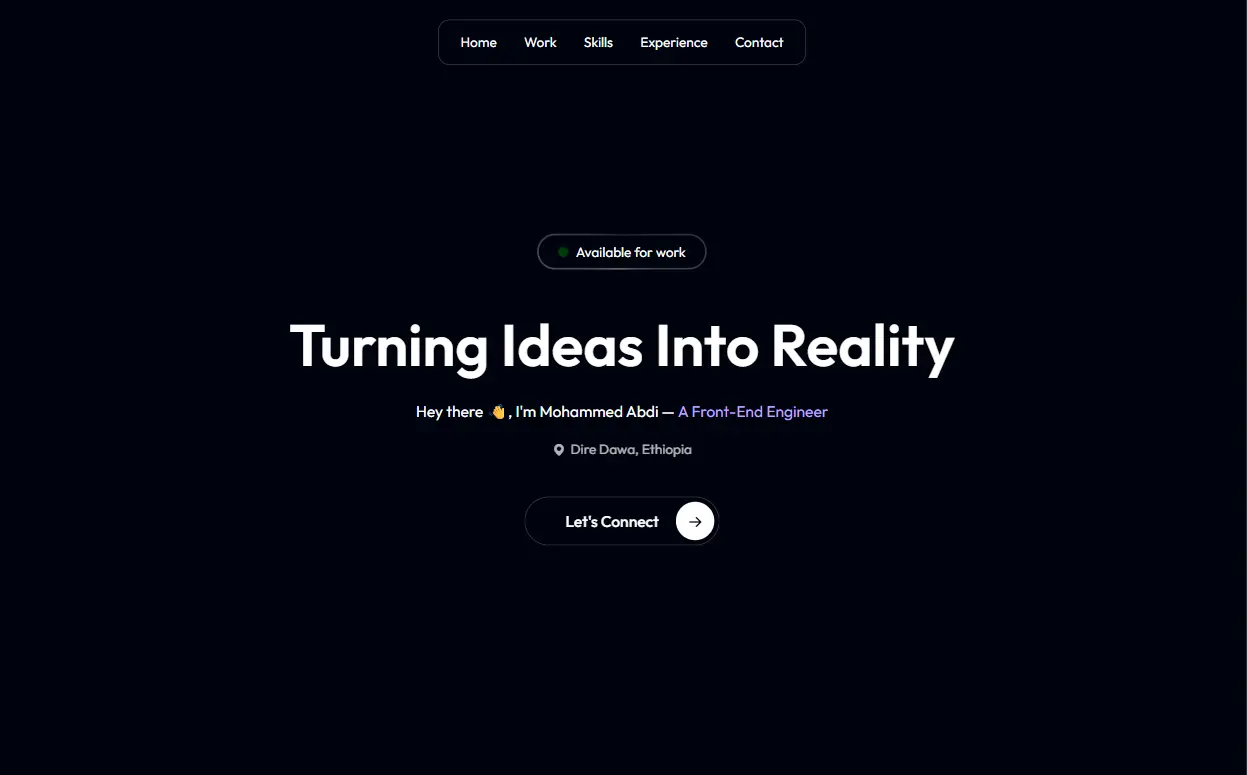 Home Work Skills Experience Contact
Available for work
Turning Ideas Into Reality
Hey there 👋, I'm Mohammed Abdi — A Front-End Engineer
Dire Dawa, Ethiopia
Let's Connect